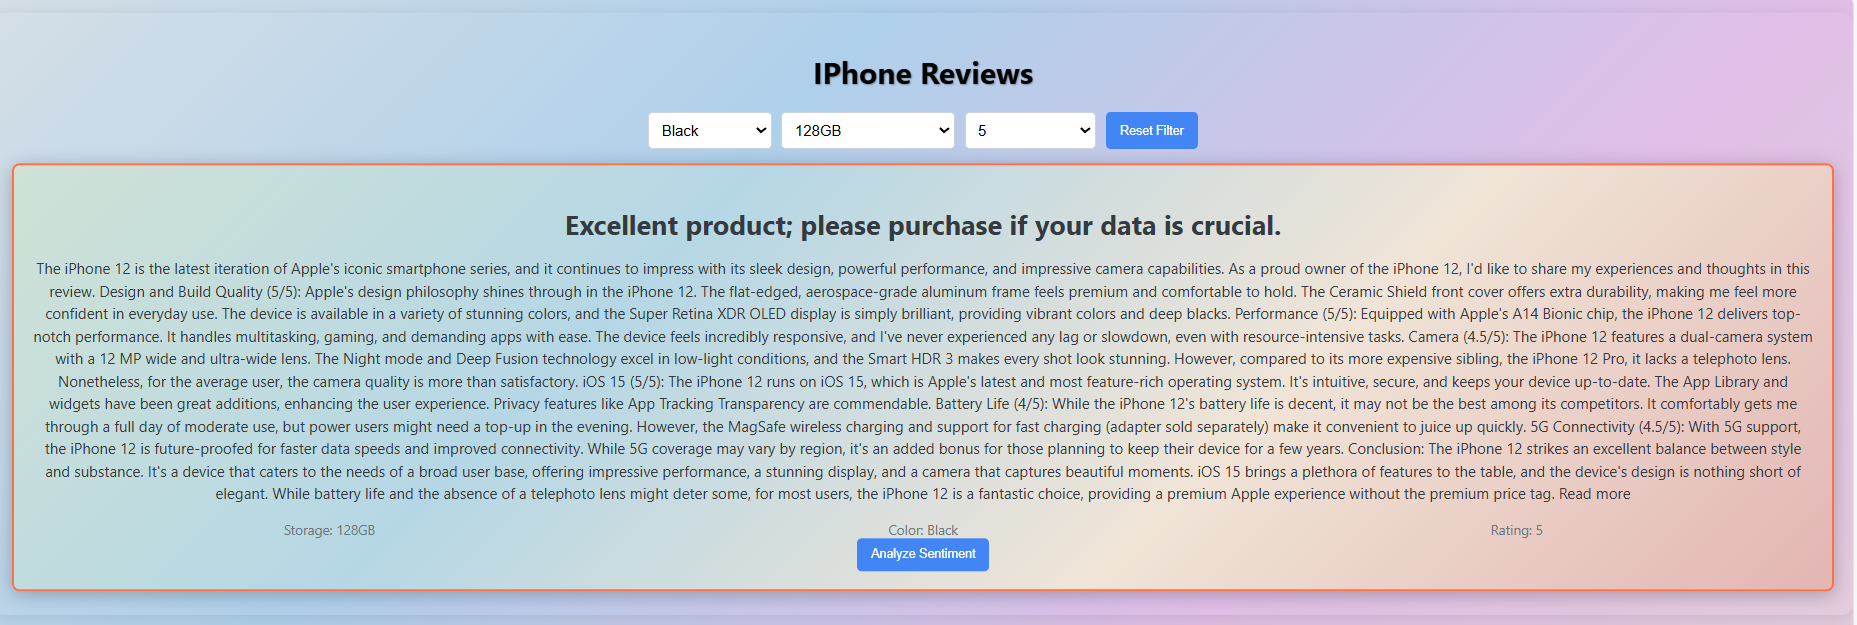 IPhone Reviews
Black 128GB 5 Reset Filter
Excellent product; please purchase if your data is crucial.
The iPhone 12 is the latest iteration of Apple's iconic smartphone series, and it continues to impress with its sleek design, powerful performance, and impressive camera capabilities. As a proud owner of the iPhone 12, I'd like to share my experiences and thoughts in this
review. Design and Build Quality (5/5): Apple's design philosophy shines through in the iPhone 12. The flat-edged, aerospace-grade aluminum frame feels premium and comfortable to hold. The Ceramic Shield front cover offers extra durability, making me feel more
confident in everyday use. The device is available in a variety of stunning colors, and the Super Retina XDR OLED display is simply brilliant, providing vibrant colors and deep blacks. Performance (5/5): Equipped with Apple's A14 Bionic chip, the iPhone 12 delivers top-
notch performance. It handles multitasking, gaming, and demanding apps with ease. The device feels incredibly responsive, and I've never experienced any lag or slowdown, even with resource-intensive tasks. Camera (4.5/5): The iPhone 12 features a dual-camera system
with a 12 MP wide and ultra-wide lens. The Night mode and Deep Fusion technology excel in low-light conditions, and the Smart HDR 3 makes every shot look stunning. However, compared to its more expensive sibling, the iPhone 12 Pro, it lacks a telephoto lens.
Nonetheless, for the average user, the camera quality is more than satisfactory. iOS 15 (5/5): The iPhone 12 runs on iOS 15, which is Apple's latest and most feature-rich operating system. It's intuitive, secure, and keeps your device up-to-date. The App Library and
widgets have been great additions, enhancing the user experience. Privacy features like App Tracking Transparency are commendable. Battery Life (4/5): While the iPhone 12's battery life is decent, it may not be the best among its competitors. It comfortably gets me
through a full day of moderate use, but power users might need a top-up in the evening. However, the MagSafe wireless charging and support for fast charging (adapter sold separately) make it convenient to juice up quickly. 5G Connectivity (4.5/5): With 5G support,
the iPhone 12 is future-proofed for faster data speeds and improved connectivity. While 5G coverage may vary by region, it's an added bonus for those planning to keep their device for a few years. Conclusion: The iPhone 12 strikes an excellent balance between style
and substance. It's a device that caters to the needs of a broad user base, offering impressive performance, a stunning display, and a camera that captures beautiful moments. iOS 15 brings a plethora of features to the table, and the device's design is nothing short of
elegant. While battery life and the absence of a telephoto lens might deter some, for most users, the iPhone 12 is a fantastic choice, providing a premium Apple experience without the premium price tag. Read more
Storage: 128GB Color: Black Rating: 5
Analyze Sentiment